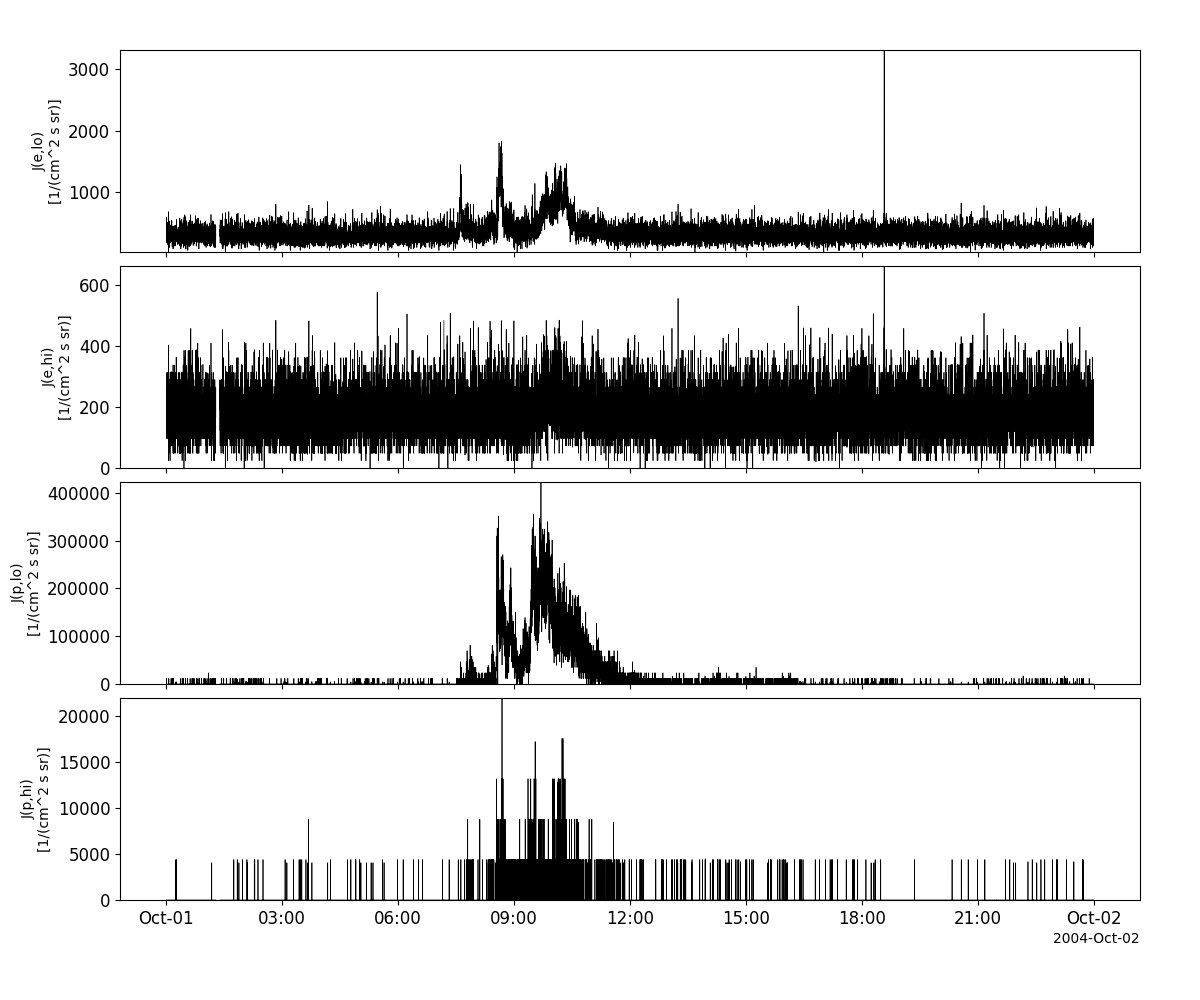 J(e,lo)
[1/(cm^2 s sr)]
3000
2000
1000
J(e,hi)
[1/(cm^2 s sr)]
600
400
200
0
J(p,lo)
[1/(cm^2 s sr)]
400000
300000
200000
100000
0
J(p,hi)
[1/(cm^2 s sr)]
20000
15000
10000
5000
0
Oct-01 03:00 06:00 09:00 12:00 15:00 18:00 21:00 Oct-02
2004-Oct-02